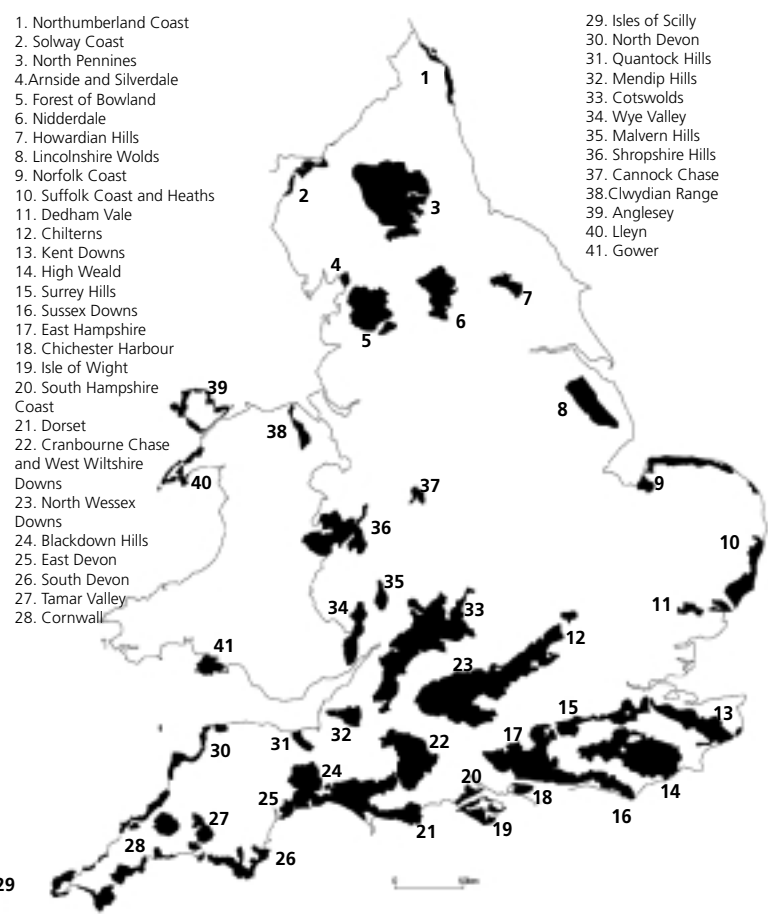 1. Northumberland Coast
2. Solway Coast
3. North Pennines
4.Arnside and Silverdale
5. Forest of Bowland
6. Nidderdale
7. Howardian Hills
8. Lincolnshire Wolds
9. Norfolk Coast
10. Suffolk Coast and Heaths
11. Dedham Vale
12. Chilterns
13. Kent Downs
14. High Weald
15. Surrey Hills
16. Sussex Downs
17. East Hampshire
18. Chichester Harbour
19. Isle of Wight
20. South Hampshire
Coast
21. Dorset
22. Cranbourne Chase
and West Wiltshire
Downs
23. North Wessex
Downs
24. Blackdown Hills
25. East Devon
26. South Devon
27. Tamar Valley
28. Cornwall
29. Isles of Scilly
30. North Devon
31. Quantock Hills
32. Mendip Hills
33. Cotswolds
34. Wye Valley
35. Malvern Hills
36. Shropshire Hills
37. Cannock Chase
38.Clwydian Range
39. Anglesey
40. Lleyn
41. Gower
1
2
3
4
5
6
7
39
8
38
40
9
37
36
10
35
34
33
11
12
41
23
15
13
30
31
32
22
17
24
20
14
25
18
16
27
21
19
28
26
29
0